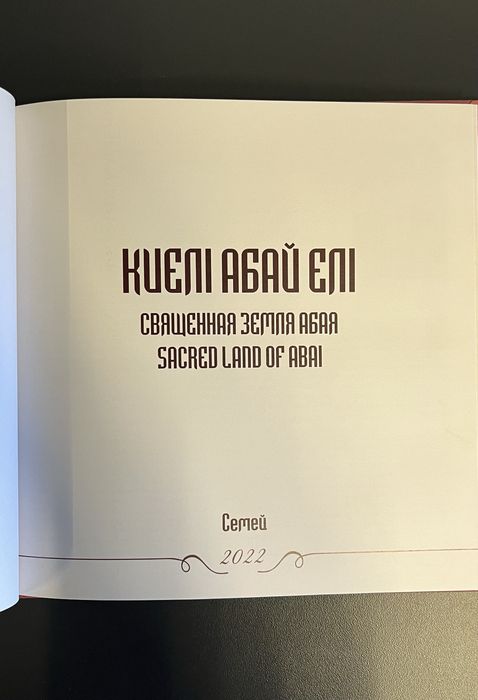 КИЕЛІ АБАЙ ЕЛІ
СВЯЩЕННАЯ ЗЕМЛЯ АБАЯ
SACRED LAND OF ABAI
Семей
2022